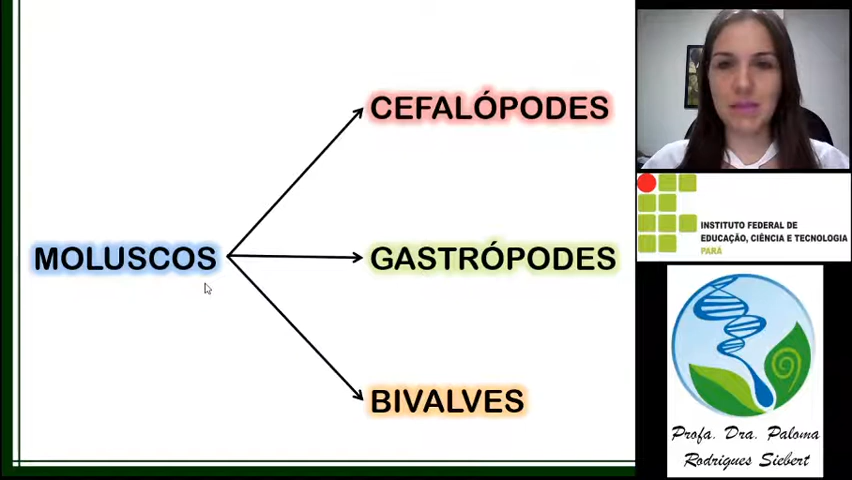 CEFALÓPODES
MOLUSCOS
GASTRÓPODES
BIVALVES
INSTITUTO FEDERAL DE
EDUCAÇÃO, CIÊNCIA E TECNOLOGIA
PARÁ
Profa. Dra. Paloma
Rodrigues Siebert